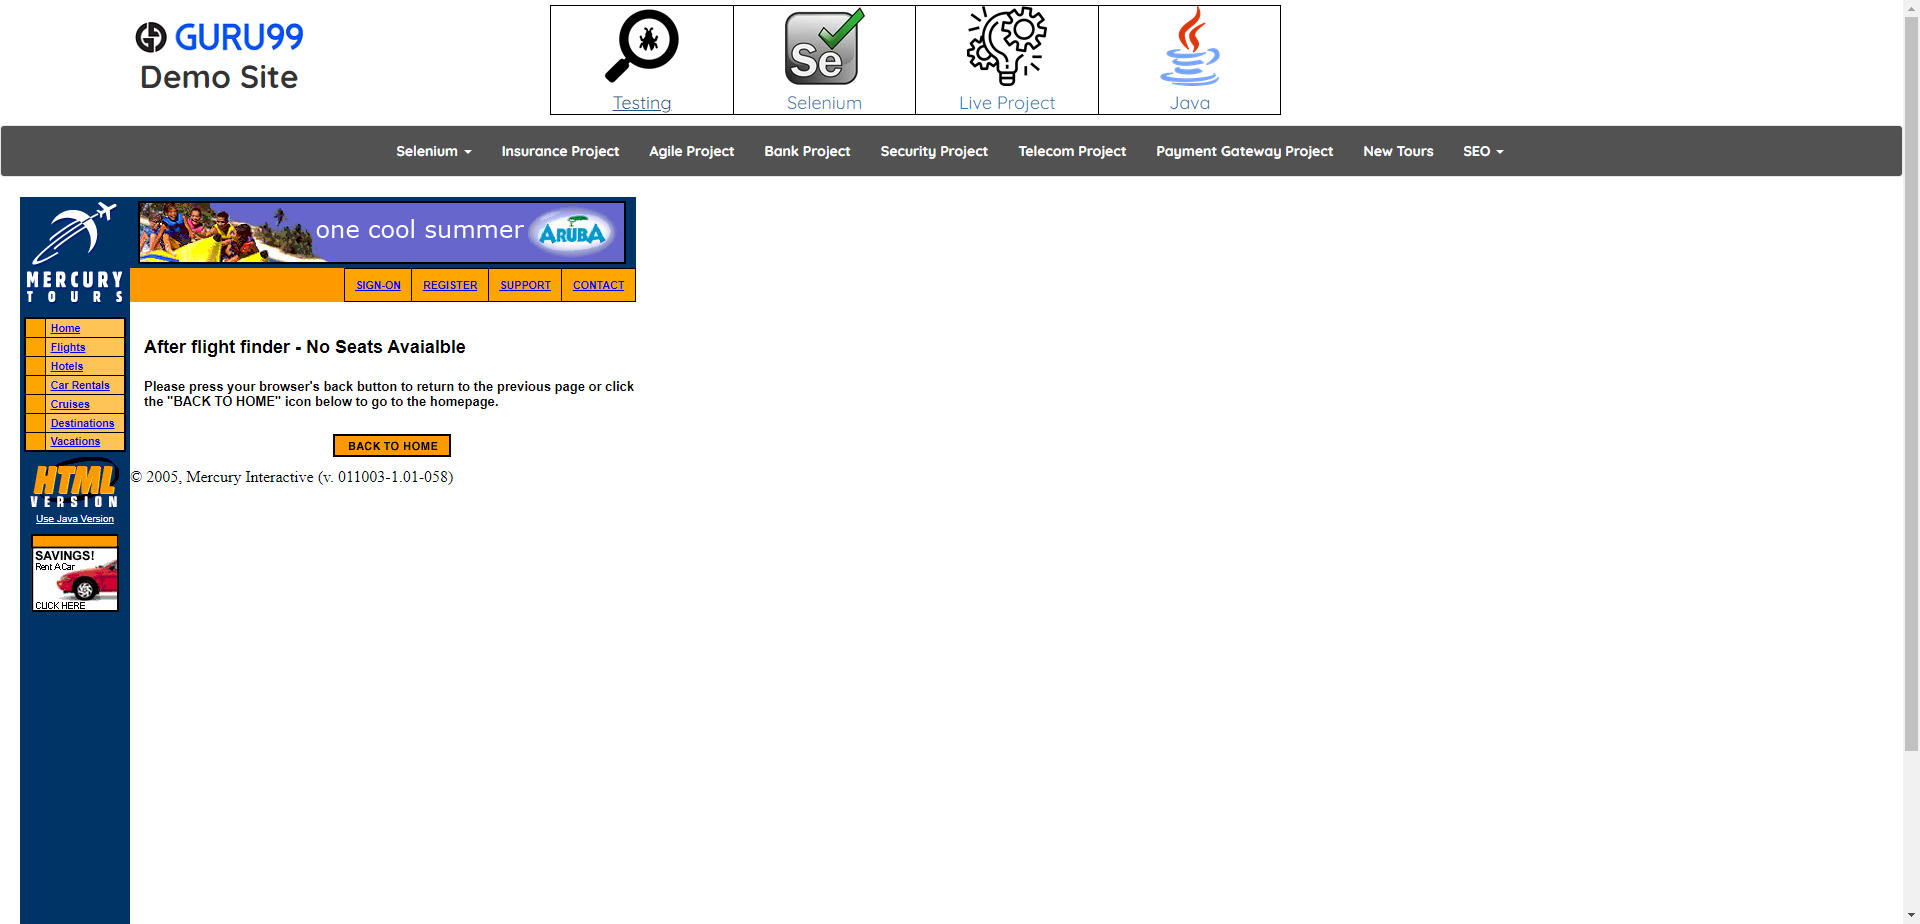 GURU99
Demo Site
Se
Testing
Selenium
Live Project
Java
Selenium
Insurance Project
Agile Project
Bank Project
Security Project
Telecom Project
Payment Gateway Project
New Tours
SEO
MERCURY
TOURS
one cool summer
ARUBA
SIGN-ON
REGISTER
SUPPORT
CONTACT
Home
Flights
Hotels
Car Rentals
Cruises
Destinations
Vacations
HTML
VERSION
Use Java Version
SAVINGS!
Rent A Car
CLICK HERE
After flight finder - No Seats Avaialble
Please press your browser's back button to return to the previous page or click
the "BACK TO HOME" icon below to go to the homepage.
BACK TO HOME
© 2005, Mercury Interactive (v. 011003-1.01-058)